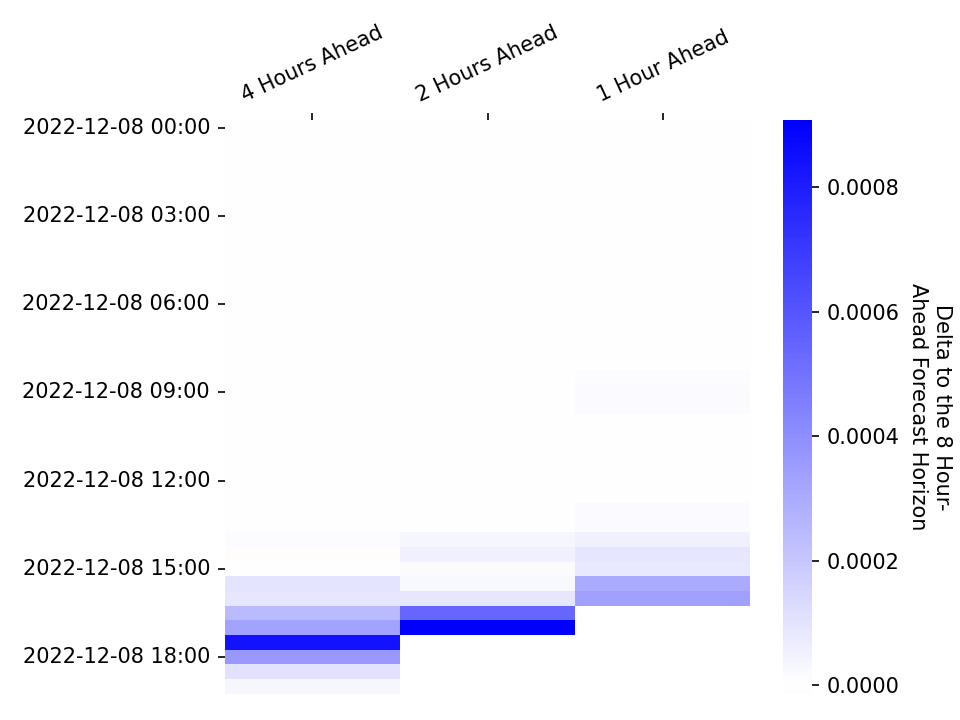 4 Hours Ahead
2 Hours Ahead
1 Hour Ahead
2022-12-08 00:00
2022-12-08 03:00
2022-12-08 06:00
2022-12-08 09:00
2022-12-08 12:00
2022-12-08 15:00
2022-12-08 18:00
0.0008
0.0006
0.0004
0.0002
0.0000
Delta to the 8 Hour-
Ahead Forecast Horizon